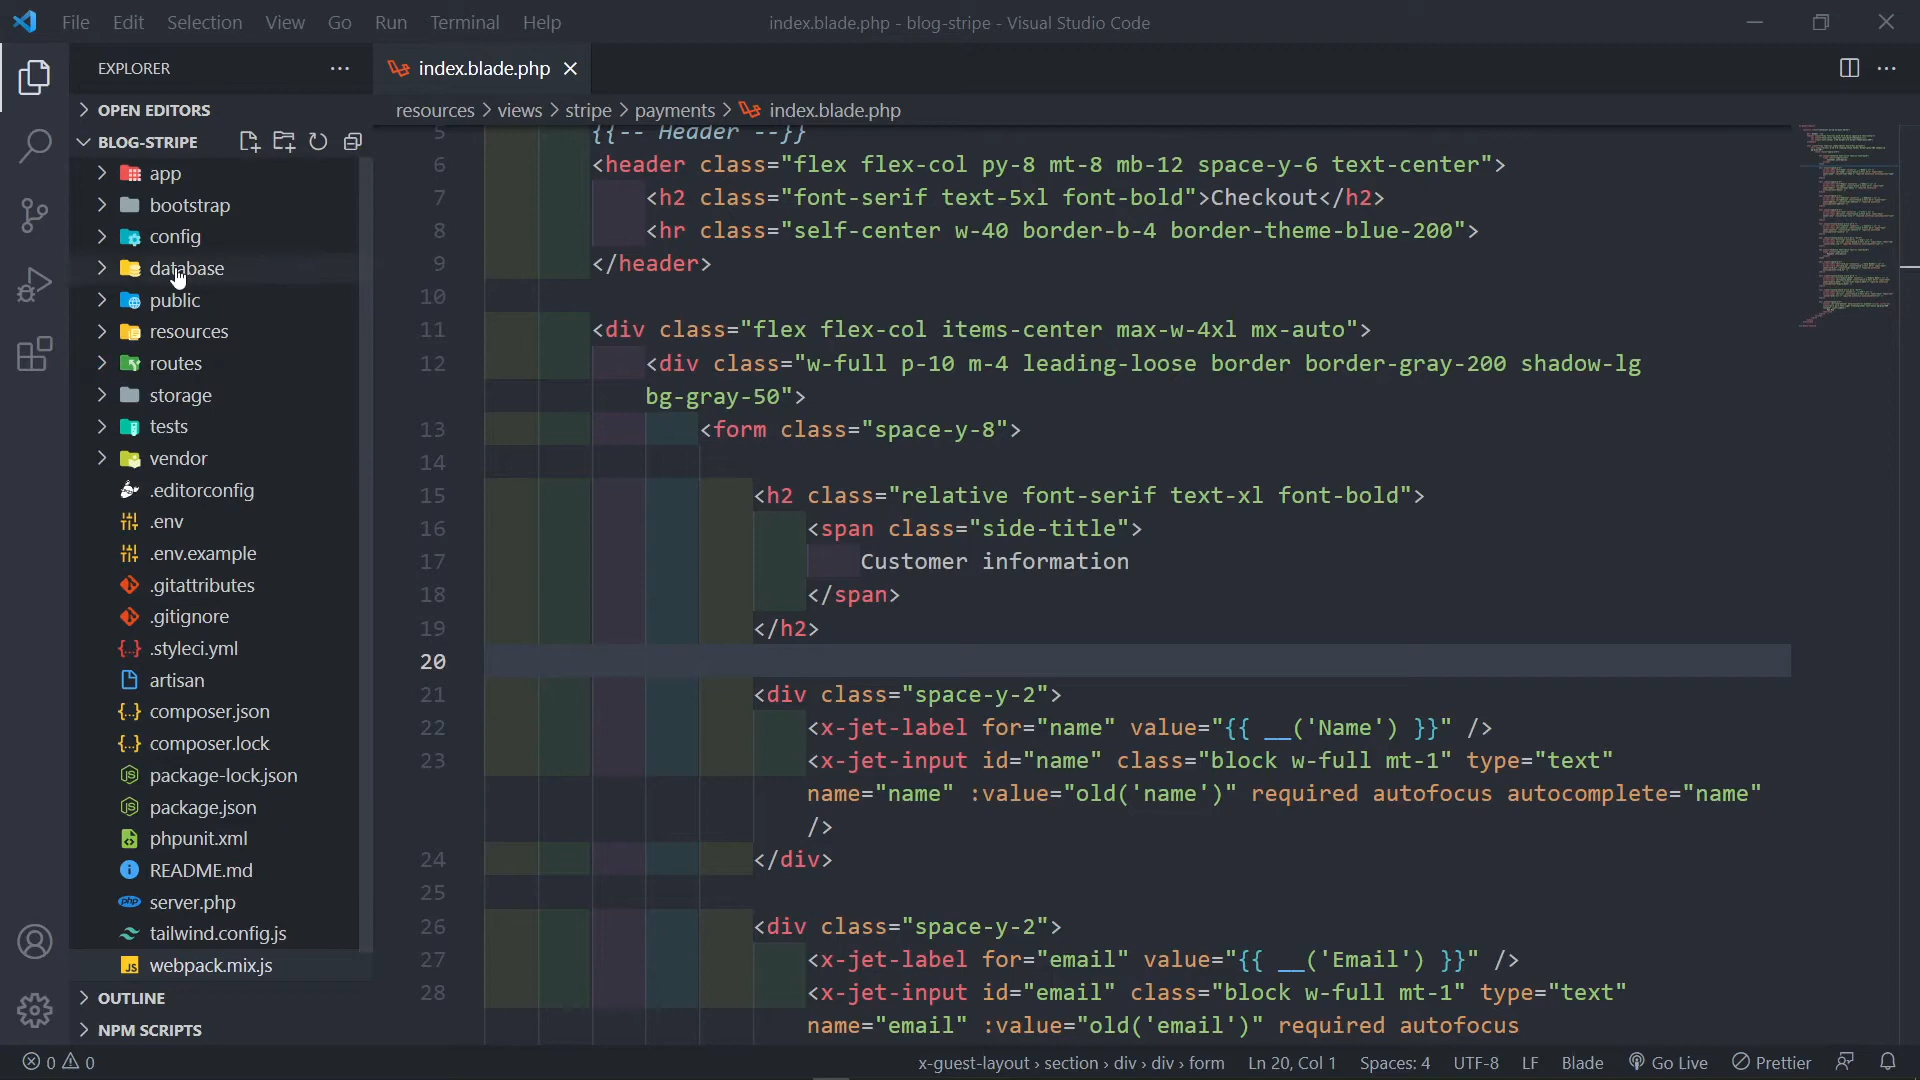 File Edit Selection View Go Run Terminal Help
index.blade.php - blog-stripe - Visual Studio Code
EXPLORER
index.blade.php
OPEN EDITORS
resources > views > stripe > payments > index.blade.php
BLOG-STRIPE
app
bootstrap
config
database
public
resources
routes
storage
tests
vendor
.editorconfig
.env
.env.example
.gitattributes
.gitignore
.styleci.yml
artisan
composer.json
composer.lock
package-lock.json
package.json
phpunit.xml
README.md
server.php
tailwind.config.js
webpack.mix.js
OUTLINE
NPM SCRIPTS
5 {{-- Header --}}
6 <header class="flex flex-col py-8 mt-8 mb-12 space-y-6 text-center">
7 <h2 class="font-serif text-5xl font-bold">Checkout</h2>
8 <hr class="self-center w-40 border-b-4 border-theme-blue-200">
9 </header>
10
11 <div class="flex flex-col items-center max-w-4xl mx-auto">
12 <div class="w-full p-10 m-4 leading-loose border border-gray-200 shadow-lg
bg-gray-50">
13 <form class="space-y-8">
14
15 <h2 class="relative font-serif text-xl font-bold">
16 <span class="side-title">
17 Customer information
18 </span>
19 </h2>
20
21 <div class="space-y-2">
22 <x-jet-label for="name" value="{{ __('Name') }}" />
23 <x-jet-input id="name" class="block w-full mt-1" type="text"
name="name" :value="old('name')" required autofocus autocomplete="name"
/>
24 </div>
25
26 <div class="space-y-2">
27 <x-jet-label for="email" value="{{ __('Email') }}" />
28 <x-jet-input id="email" class="block w-full mt-1" type="text"
name="email" :value="old('email')" required autofocus
0 0
x-guest-layout › section › div › div › form Ln 20, Col 1 Spaces: 4 UTF-8 LF Blade Go Live Prettier